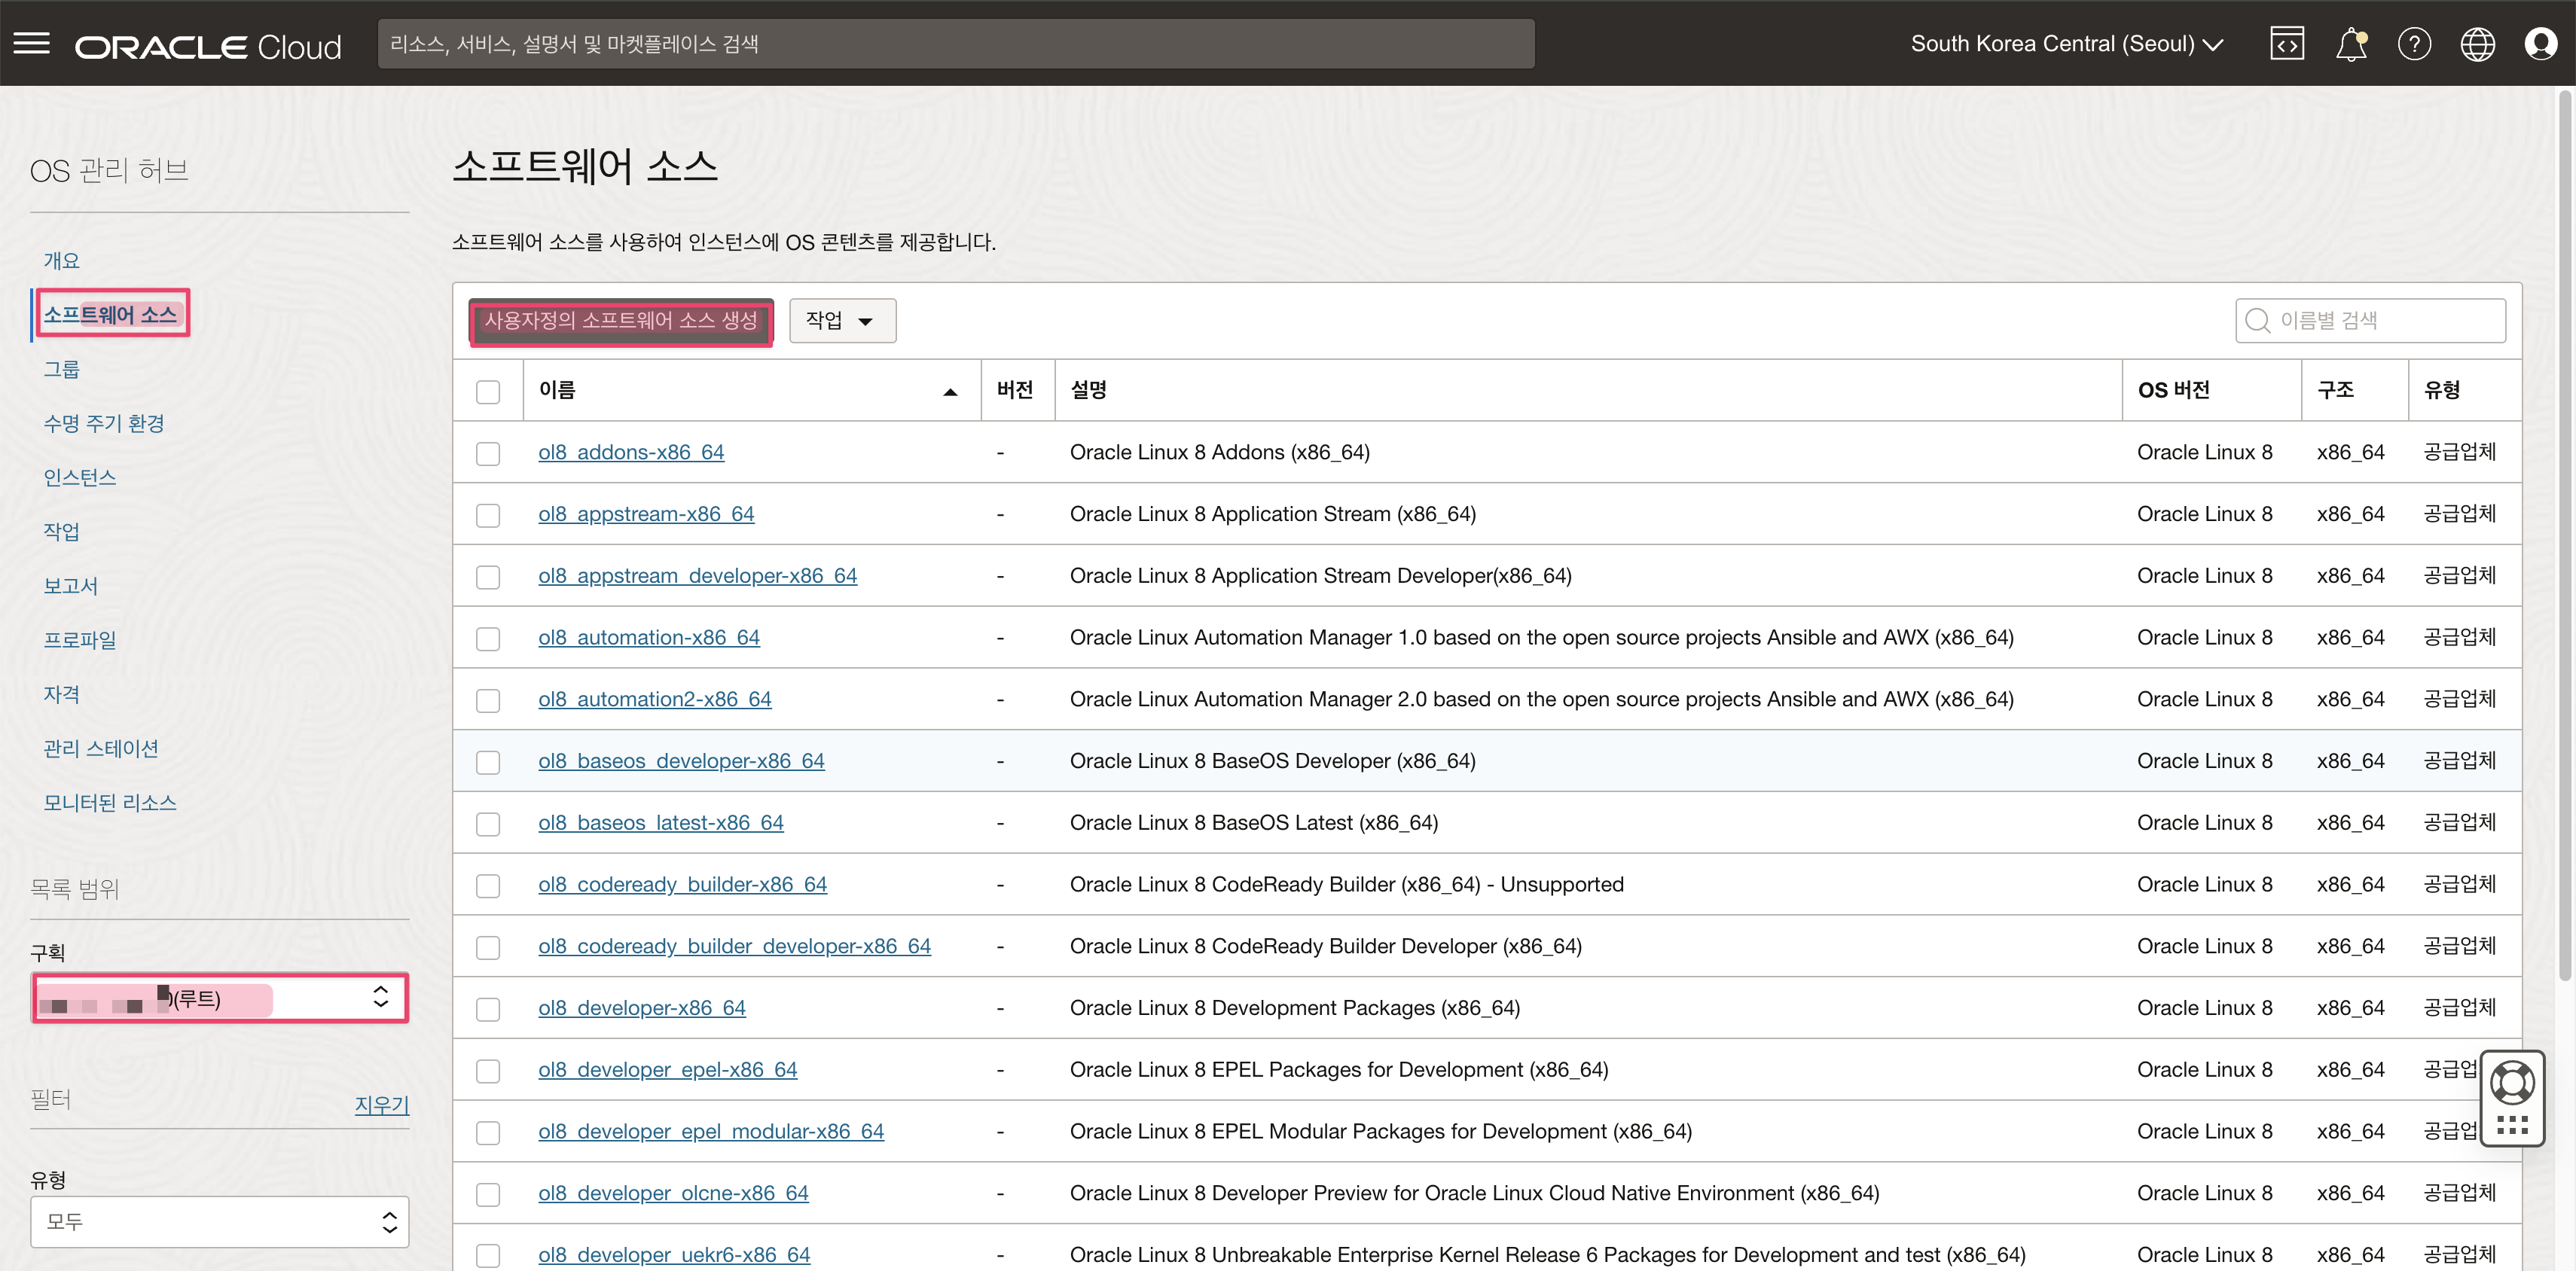 ORACLE Cloud
리소스, 서비스, 설명서 및 마켓플레이스 검색
South Korea Central (Seoul)
OS 관리 허브
개요
소프트웨어 소스
그룹
수명 주기 환경
인스턴스
작업
보고서
프로파일
자격
관리 스테이션
모니터된 리소스
목록 범위
구획
(루트)
필터
지우기
유형
모두
소프트웨어 소스
소프트웨어 소스를 사용하여 인스턴스에 OS 콘텐츠를 제공합니다.
사용자정의 소프트웨어 소스 생성 작업 이름별 검색
이름 버전 설명 OS 버전 구조 유형
ol8_addons-x86_64 - Oracle Linux 8 Addons (x86_64) Oracle Linux 8 x86_64 공급업체
ol8_appstream-x86_64 - Oracle Linux 8 Application Stream (x86_64) Oracle Linux 8 x86_64 공급업체
ol8_appstream_developer-x86_64 - Oracle Linux 8 Application Stream Developer(x86_64) Oracle Linux 8 x86_64 공급업체
ol8_automation-x86_64 - Oracle Linux Automation Manager 1.0 based on the open source projects Ansible and AWX (x86_64) Oracle Linux 8 x86_64 공급업체
ol8_automation2-x86_64 - Oracle Linux Automation Manager 2.0 based on the open source projects Ansible and AWX (x86_64) Oracle Linux 8 x86_64 공급업체
ol8_baseos_developer-x86_64 - Oracle Linux 8 BaseOS Developer (x86_64) Oracle Linux 8 x86_64 공급업체
ol8_baseos_latest-x86_64 - Oracle Linux 8 BaseOS Latest (x86_64) Oracle Linux 8 x86_64 공급업체
ol8_codeready_builder-x86_64 - Oracle Linux 8 CodeReady Builder (x86_64) - Unsupported Oracle Linux 8 x86_64 공급업체
ol8_codeready_builder_developer-x86_64 - Oracle Linux 8 CodeReady Builder Developer (x86_64) Oracle Linux 8 x86_64 공급업체
ol8_developer-x86_64 - Oracle Linux 8 Development Packages (x86_64) Oracle Linux 8 x86_64 공급업체
ol8_developer_epel-x86_64 - Oracle Linux 8 EPEL Packages for Development (x86_64) Oracle Linux 8 x86_64 공급업
ol8_developer_epel_modular-x86_64 - Oracle Linux 8 EPEL Modular Packages for Development (x86_64) Oracle Linux 8 x86_64 공급업
ol8_developer_olcne-x86_64 - Oracle Linux 8 Developer Preview for Oracle Linux Cloud Native Environment (x86_64) Oracle Linux 8 x86_64 공급업체
ol8_developer_uekr6-x86_64 - Oracle Linux 8 Unbreakable Enterprise Kernel Release 6 Packages for Development and test (x86_64) Oracle Linux 8 x86_64 공급업체